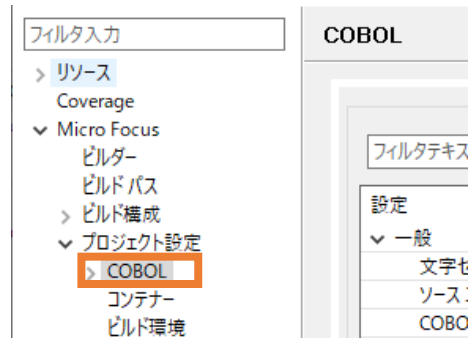 フィルタ入力
リソース
Coverage
Micro Focus
ビルダー
ビルド パス
ビルド構成
プロジェクト設定
COBOL
コンテナー
ビルド環境
COBOL
フィルタテキス
設定
一般
文字
ソース
COBO